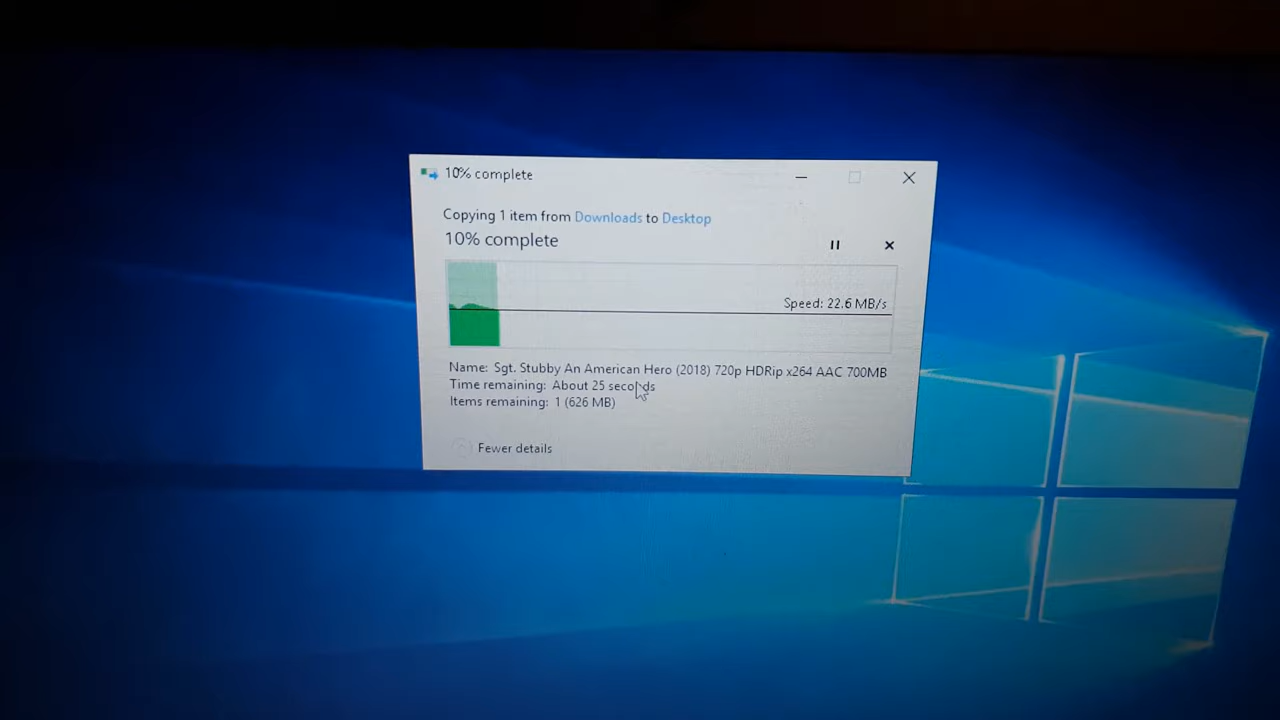 10% complete
Copying 1 item from Downloads to Desktop
10% complete
Speed: 22.6 MB/s
Name: Sgt. Stubby An American Hero (2018) 720p HDRip x264 AAC 700MB
Time remaining: About 25 seconds
Items remaining: 1 (626 MB)
Fewer details